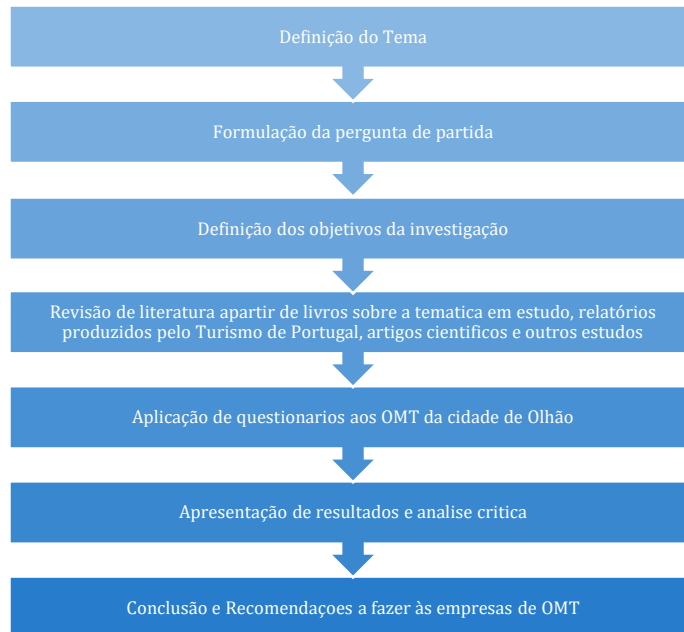 Definição do Tema
Formulação da pergunta de partida
Definição dos objetivos da investigação
Revisão de literatura apartir de livros sobre a tematica em estudo, relatórios
produzidos pelo Turismo de Portugal, artigos cientificos e outros estudos
Aplicação de questionarios aos OMT da cidade de Olhão
Apresentação de resultados e analise critica
Conclusão e Recomendaçoes a fazer às empresas de OMT